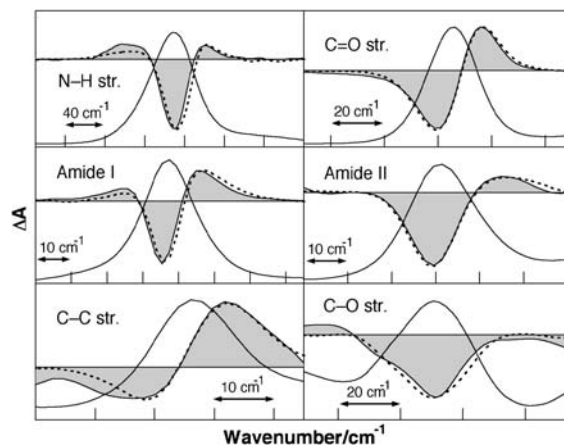 N–H str.
40 cm⁻¹
C=O str.
20 cm⁻¹
Amide I
10 cm⁻¹
Amide II
10 cm⁻¹
C–C str.
10 cm⁻¹
C–O str.
20 cm⁻¹
ΔA
Wavenumber/cm⁻¹